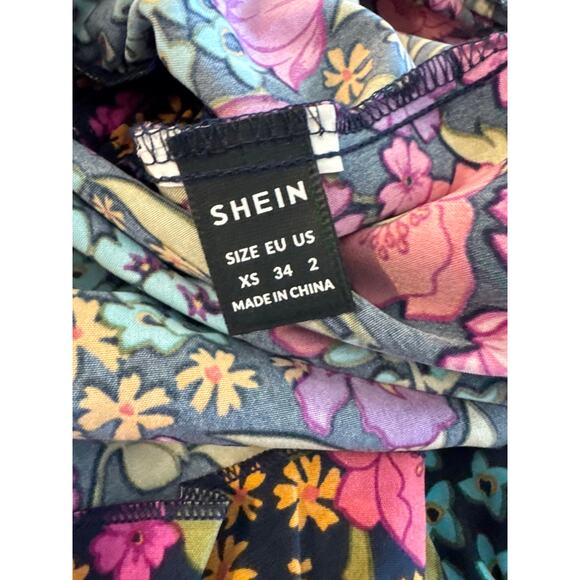 SHEIN
SIZE EU US
XS 34 2
MADE IN CHINA